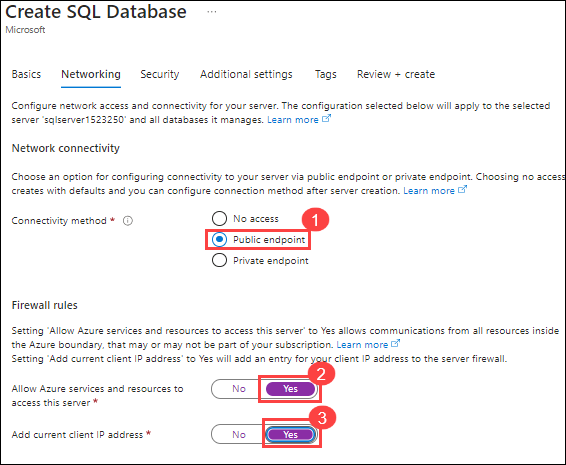 Create SQL Database ...
Microsoft
Basics Networking Security Additional settings Tags Review + create
Configure network access and connectivity for your server. The configuration selected below will apply to the selected
server 'sqlserver1523250' and all databases it manages. Learn more
Network connectivity
Choose an option for configuring connectivity to your server via public endpoint or private endpoint. Choosing no access
creates with defaults and you can configure connection method after server creation. Learn more
Connectivity method *
No access
1
Public endpoint
Private endpoint
Firewall rules
Setting 'Allow Azure services and resources to access this server' to Yes allows communications from all resources inside
the Azure boundary, that may or may not be part of your subscription. Learn more
Setting 'Add current client IP address' to Yes will add an entry for your client IP address to the server firewall.
2
Allow Azure services and resources to No Yes
access this server *
3
Add current client IP address * No Yes